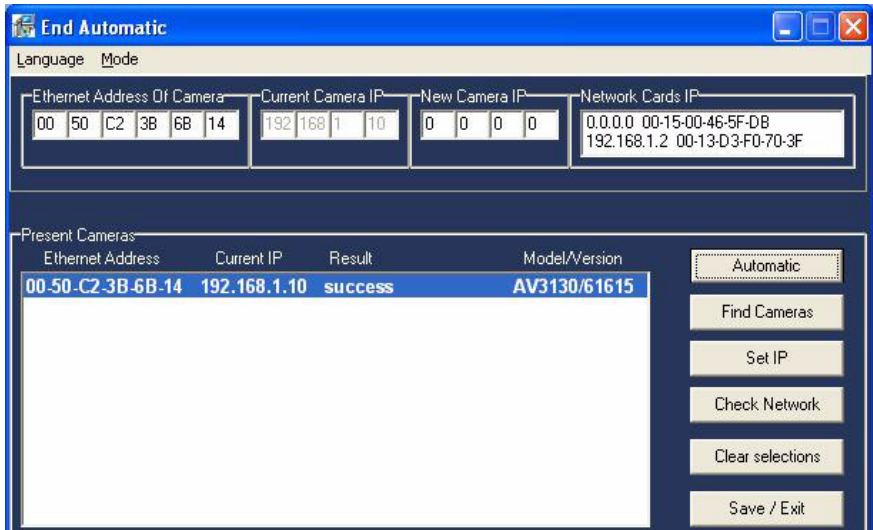 End Automatic
Language Mode
Ethernet Address Of Camera Current Camera IP New Camera IP Network Cards IP
00 50 C2 3B 6B 14 192 168 1 10 0 0 0 0 0.0.0.0 00-15-00-46-5F-DB
192.168.1.2 00-13-D3-F0-70-3F
Present Cameras
Ethernet Address Current IP Result Model/Version
00-50-C2-3B-6B-14 192.168.1.10 success AV3130/61615
Automatic
Find Cameras
Set IP
Check Network
Clear selections
Save / Exit